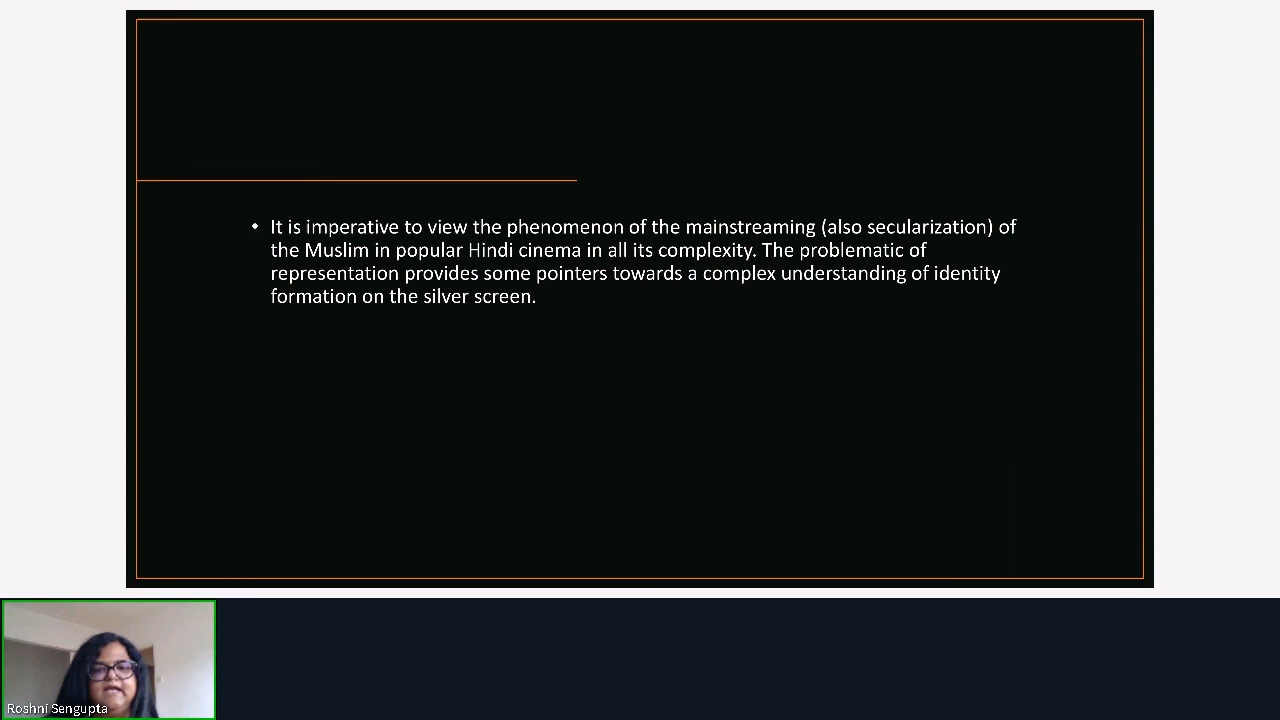 • It is imperative to view the phenomenon of the mainstreaming (also secularization) of
the Muslim in popular Hindi cinema in all its complexity. The problematic of
representation provides some pointers towards a complex understanding of identity
formation on the silver screen.
Roshni Sengupta